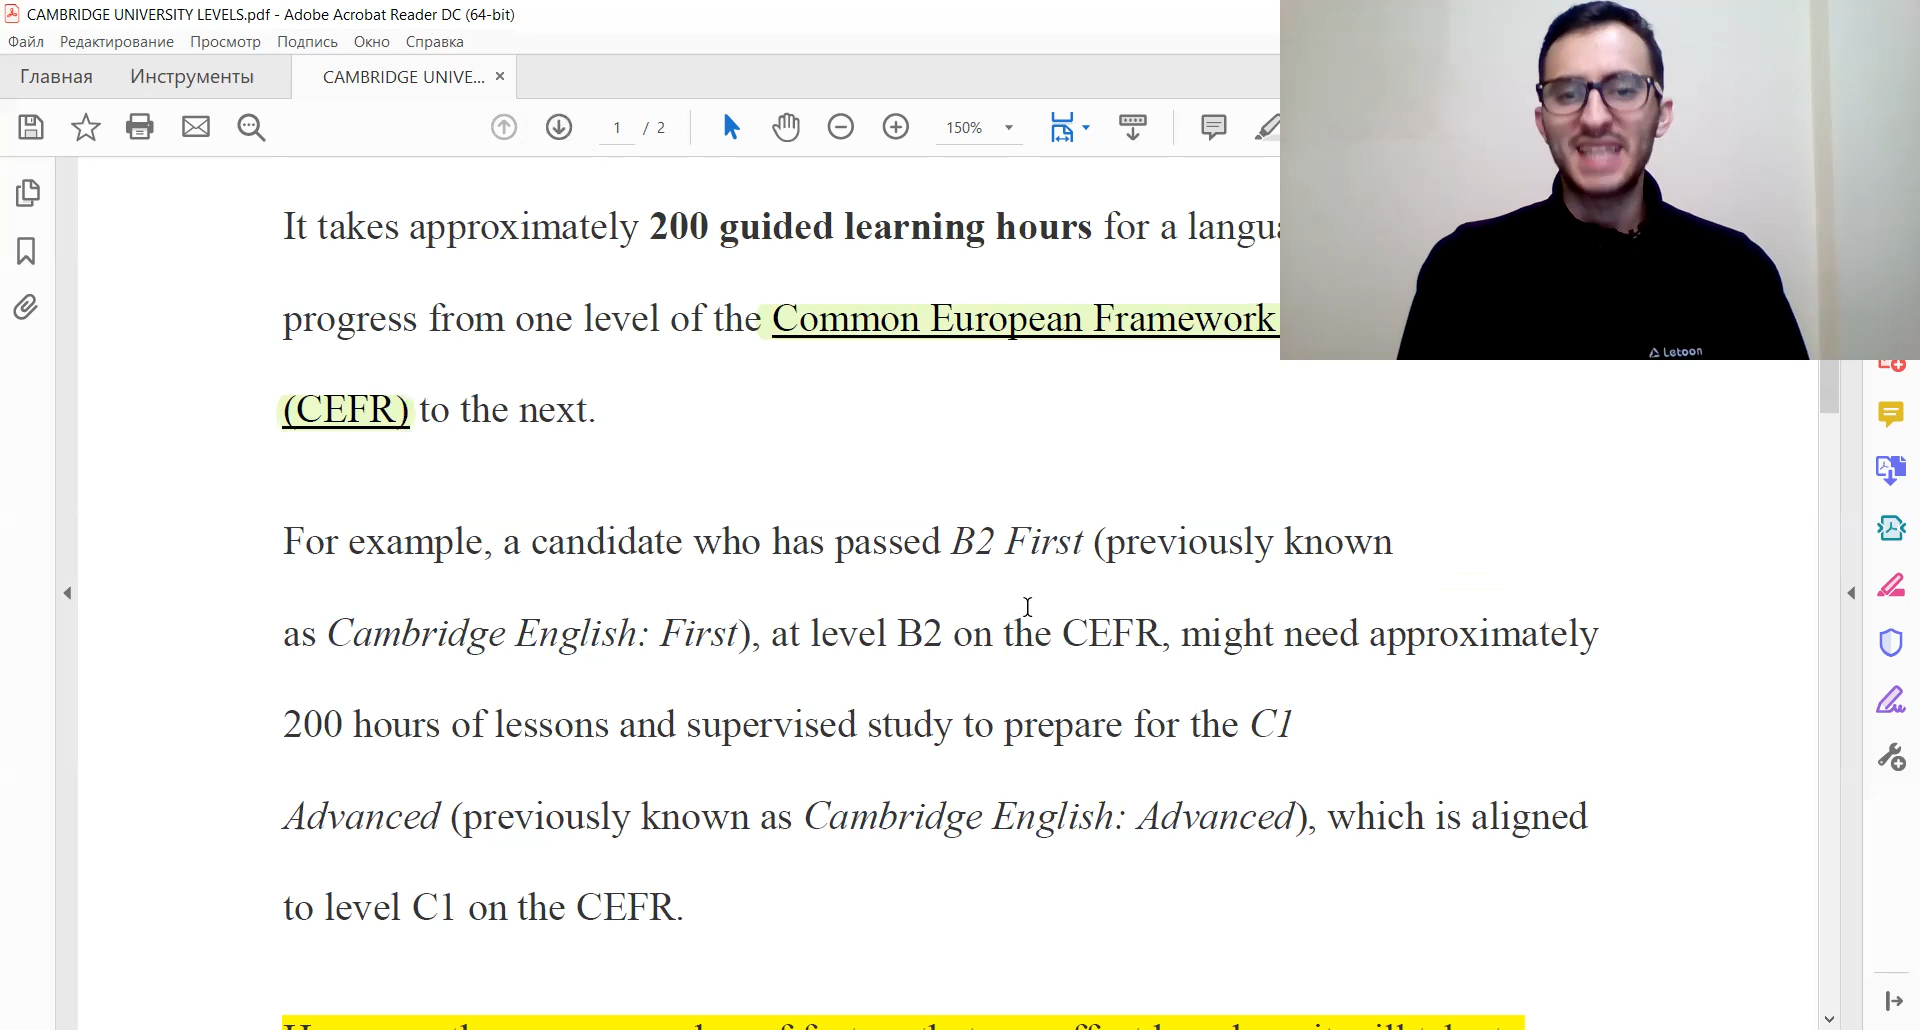 CAMBRIDGE UNIVERSITY LEVELS.pdf - Adobe Acrobat Reader DC (64-bit)
Файл Редактирование Просмотр Подпись Окно Справка
Главная Инструменты CAMBRIDGE UNIVE... ×
1 / 2 150%
It takes approximately 200 guided learning hours for a
progress from one level of the Common European Framework
(CEFR) to the next.
For example, a candidate who has passed B2 First (previously known
as Cambridge English: First), at level B2 on the CEFR, might need approximately
200 hours of lessons and supervised study to prepare for the C1
Advanced (previously known as Cambridge English: Advanced), which is aligned
to level C1 on the CEFR.
Letoon